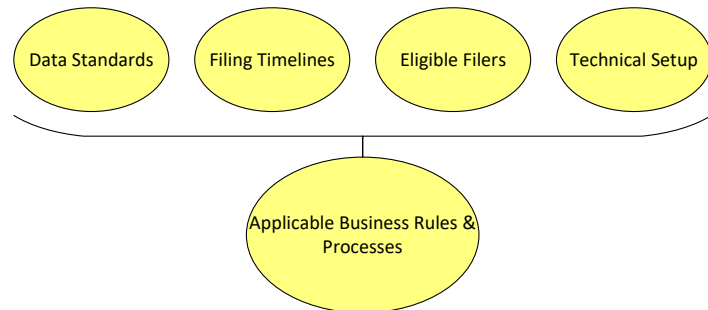 Data Standards
Filing Timelines
Eligible Filers
Technical Setup
Applicable Business Rules &
Processes